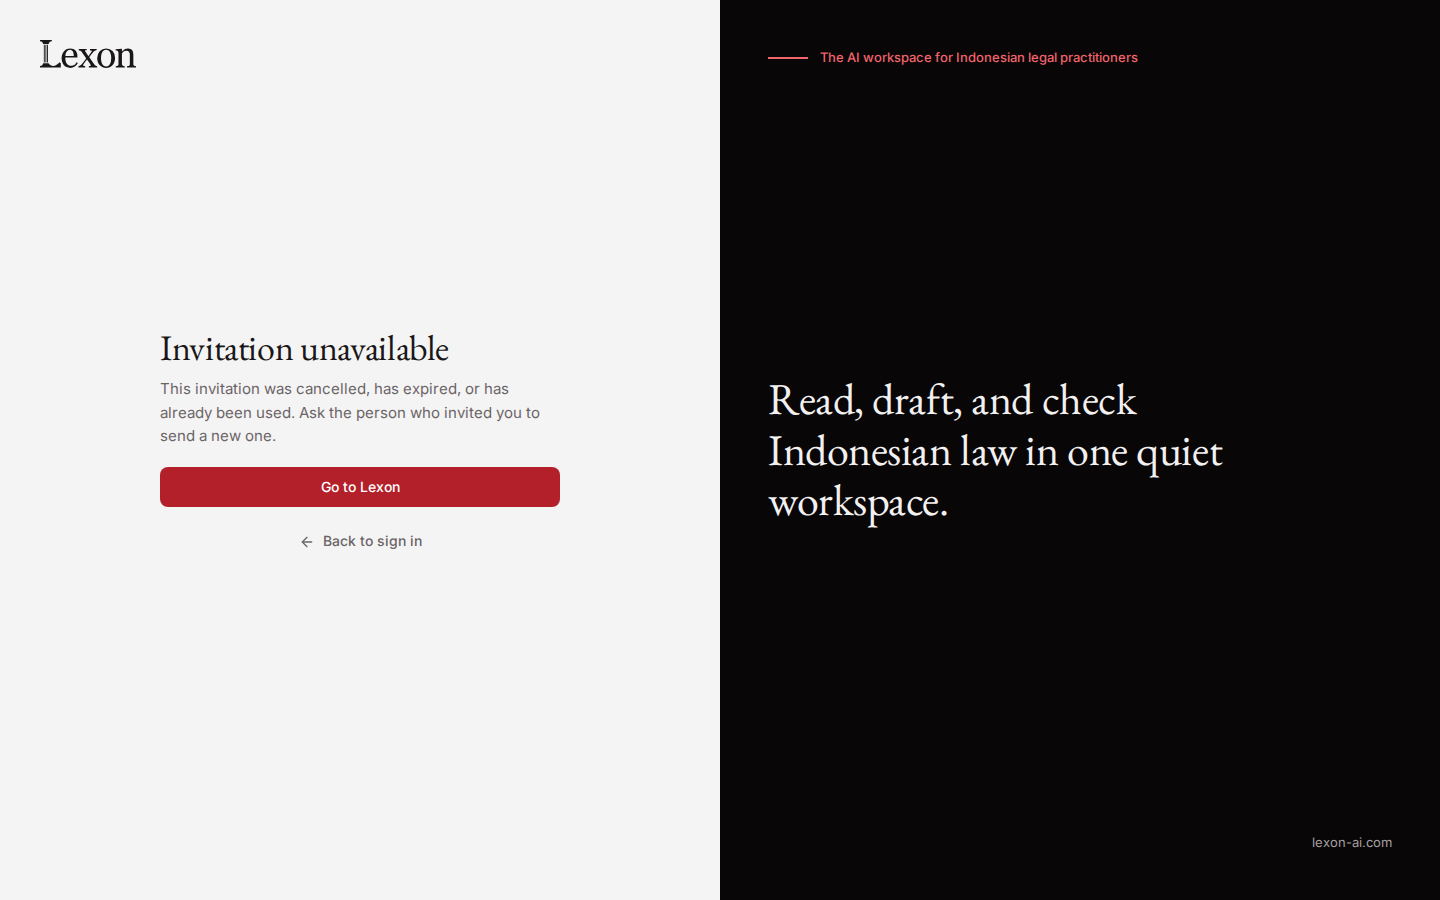 Lexon
Invitation unavailable
This invitation was cancelled, has expired, or has
already been used. Ask the person who invited you to
send a new one.
Go to Lexon
Back to sign in
The AI workspace for Indonesian legal practitioners
Read, draft, and check
Indonesian law in one quiet
workspace.
lexon-ai.com